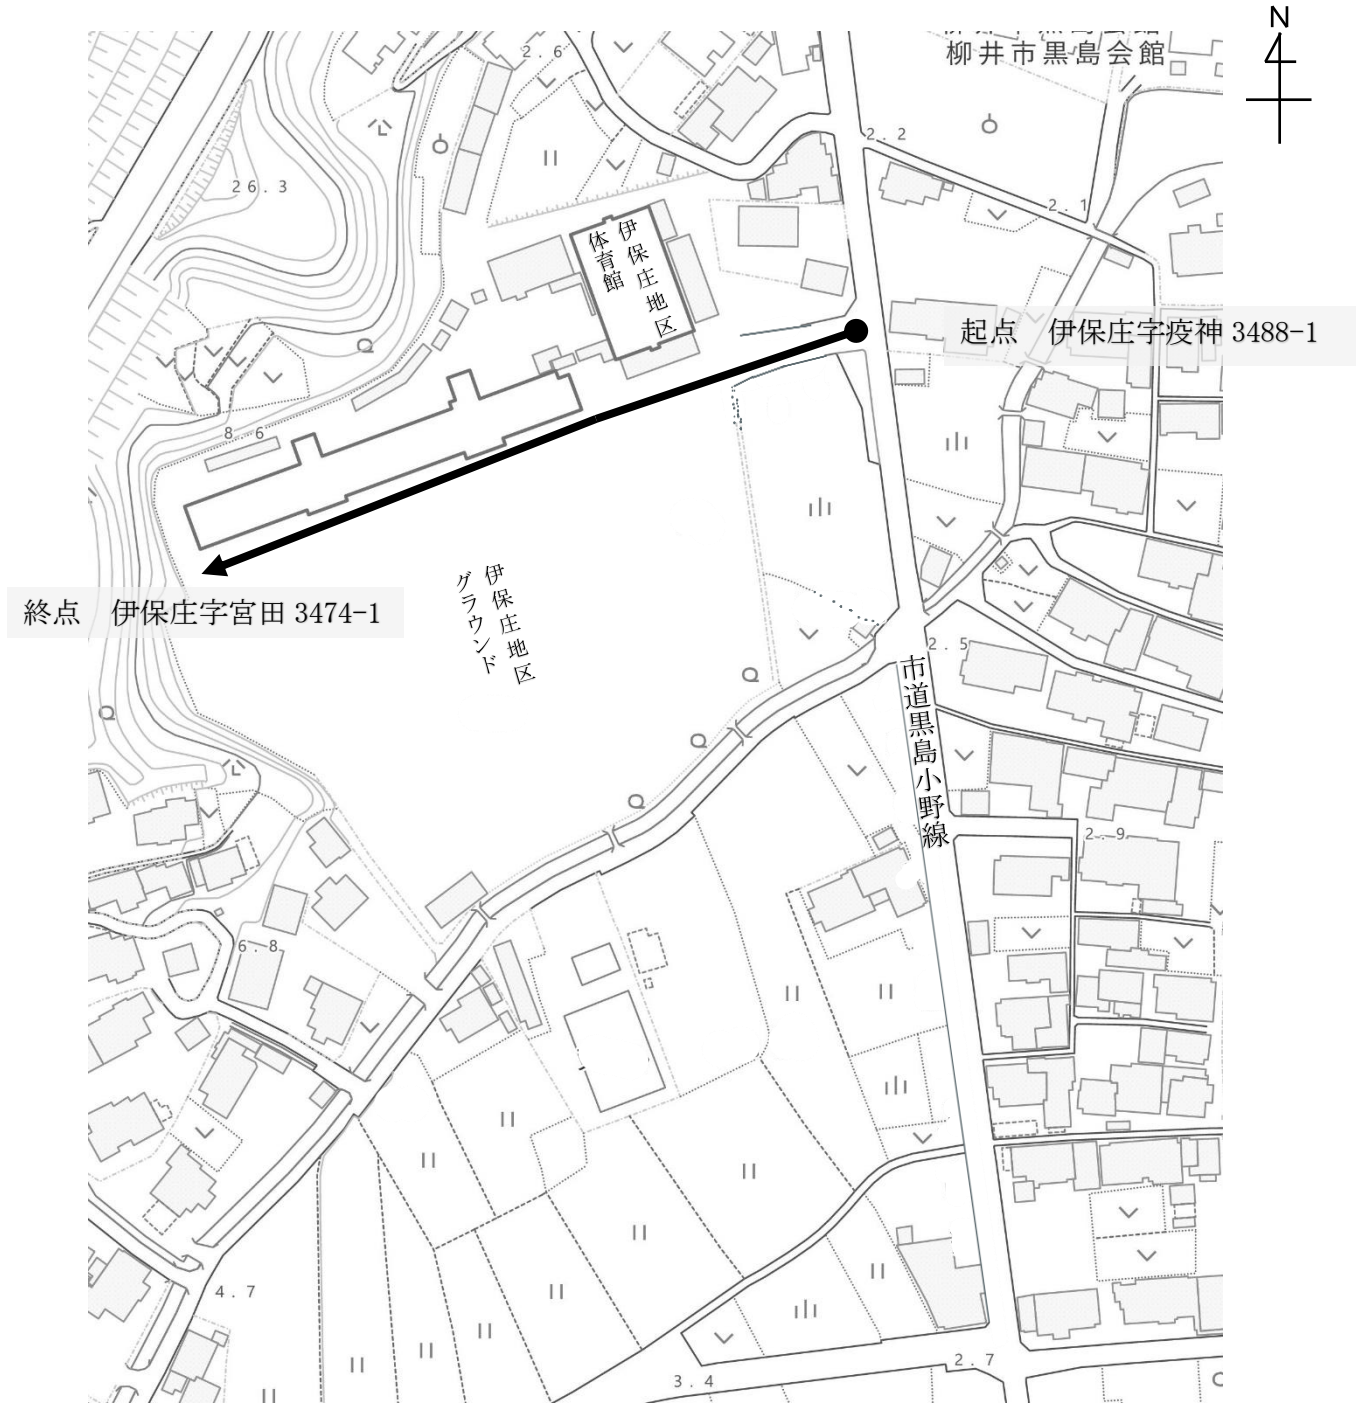 N
柳井市黒島会館
2.6
2.2
26.3
2.1
伊保庄地区
体育館
起点　伊保庄字疫神 3488-1
8.6
伊保庄地区
グラウンド
終点　伊保庄字宮田 3474-1
2.5
市道黒島小野線
2.9
6.8
4.7
2.7
3.4